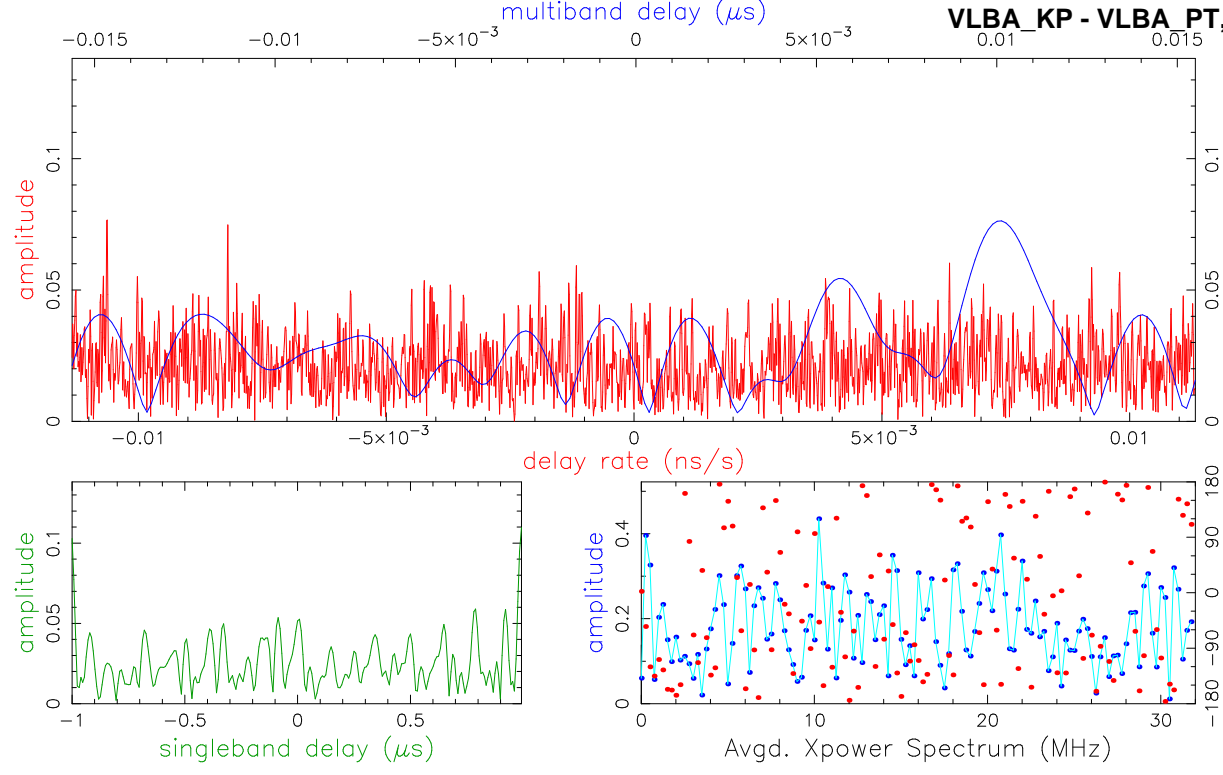 multiband delay (μs)
VLBA_KP - VLBA_PT,
−0.015 −0.01 −5×10⁻³ 0 5×10⁻³ 0.01 0.015
amplitude
0 0.05 0.1
0 0.05 0.1
−0.01 −5×10⁻³ 0 5×10⁻³ 0.01
delay rate (ns/s)
amplitude
0 0.05 0.1
−1 −0.5 0 0.5
singleband delay (μs)
amplitude
0 0.2 0.4
−180 −90 0 90 180
0 10 20 30
Avgd. Xpower Spectrum (MHz)